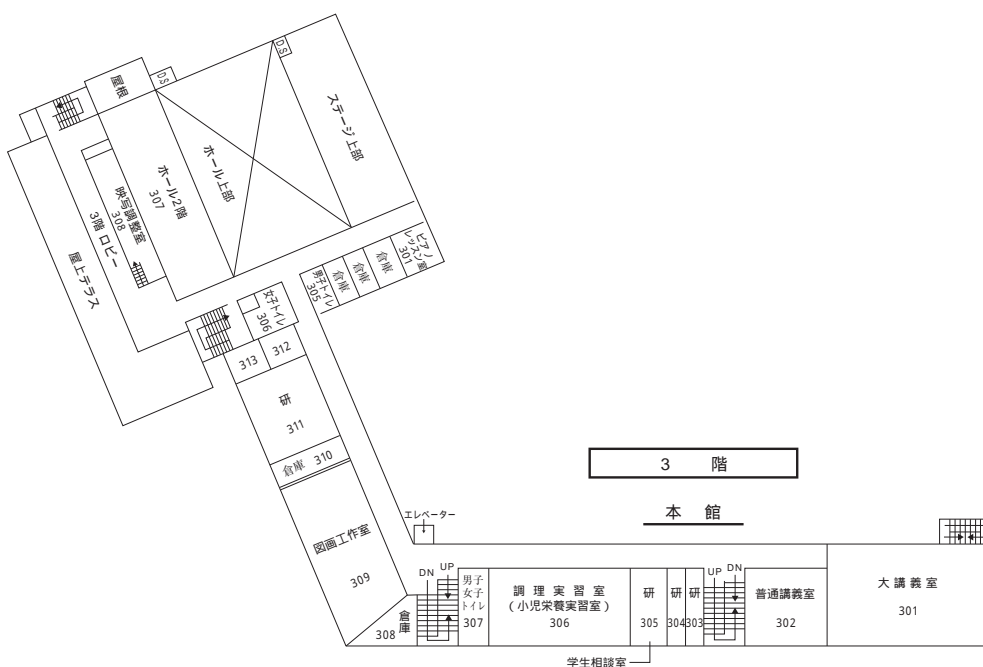 D.S
D.S
屋根
ステージ上部
ホール上部
ホール2階
307
映写調整室
308
3階 ロビー
屋上テラス
ピアノ
レッスン室
301
倉庫
倉庫
倉庫
男子トイレ
305
女子トイレ
306
313
312
研
311
倉庫 310
図画工作室
309
3 階
本 館
エレベーター
DN
UP
倉庫
308
男子
女子
トイレ
307
調 理 実 習 室
(小児栄養実習室)
306
研
305
研
304
研
303
UP
DN
普通講義室
302
大 講 義 室
301
学生相談室